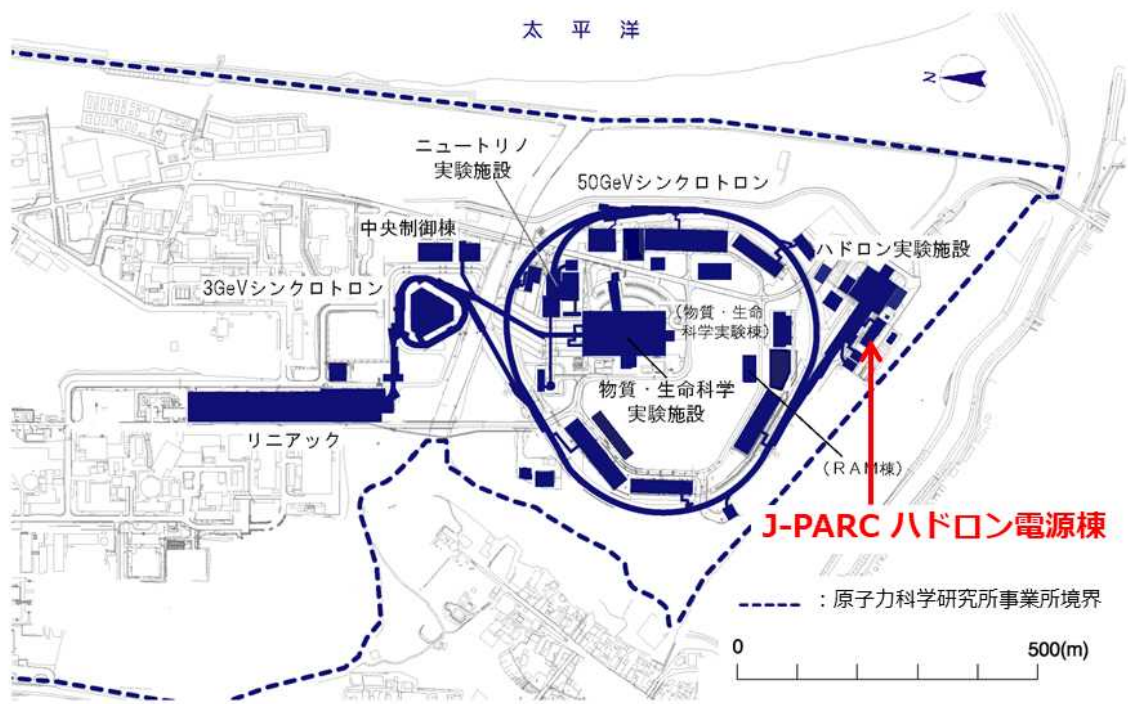 太 平 洋
N
ニュートリノ
実験施設
50GeVシンクロトロン
中央制御棟
ハドロン実験施設
3GeVシンクロトロン
(物質・生命
科学実験棟)
物質・生命科学
実験施設
リニアック
(RAM棟)
J-PARC ハドロン電源棟
:原子力科学研究所事業所境界
0
500(m)